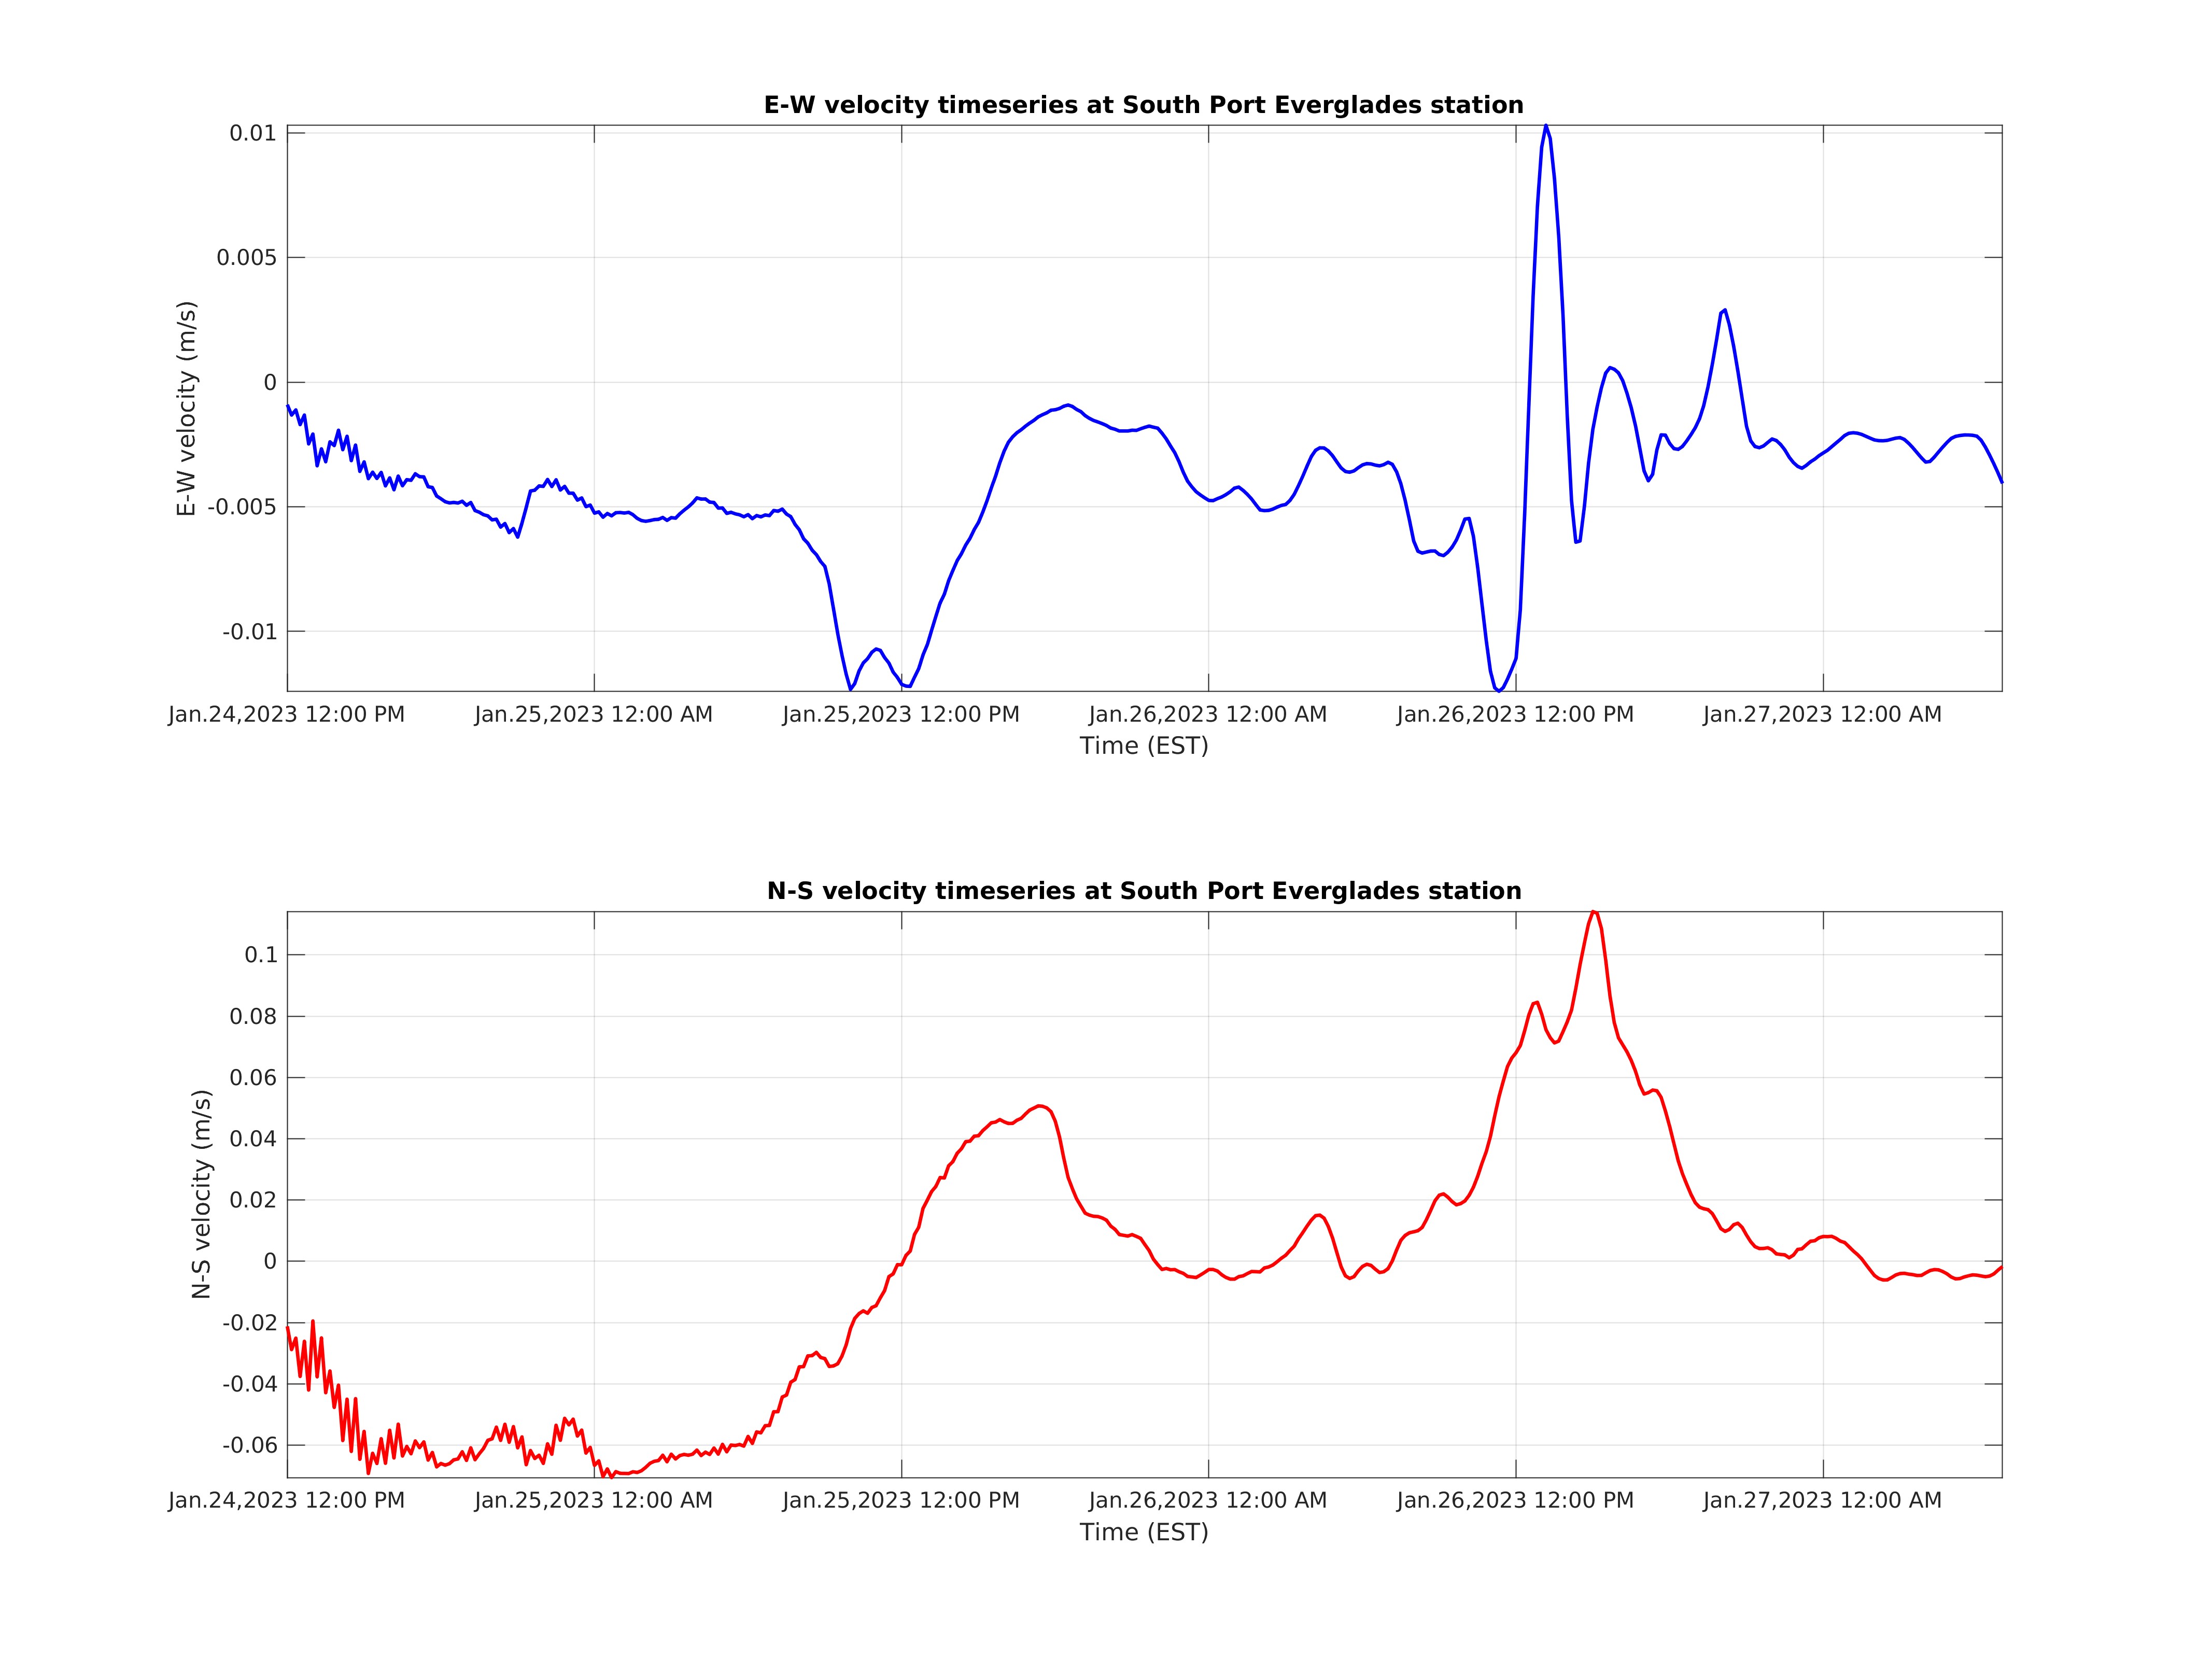 E-W velocity timeseries at South Port Everglades station
0.01
0.005
0
-0.005
-0.01
E-W velocity (m/s)
Jan.24,2023 12:00 PM Jan.25,2023 12:00 AM Jan.25,2023 12:00 PM Jan.26,2023 12:00 AM Jan.26,2023 12:00 PM Jan.27,2023 12:00 AM
Time (EST)
N-S velocity timeseries at South Port Everglades station
0.1
0.08
0.06
0.04
0.02
0
-0.02
-0.04
-0.06
N-S velocity (m/s)
Jan.24,2023 12:00 PM Jan.25,2023 12:00 AM Jan.25,2023 12:00 PM Jan.26,2023 12:00 AM Jan.26,2023 12:00 PM Jan.27,2023 12:00 AM
Time (EST)